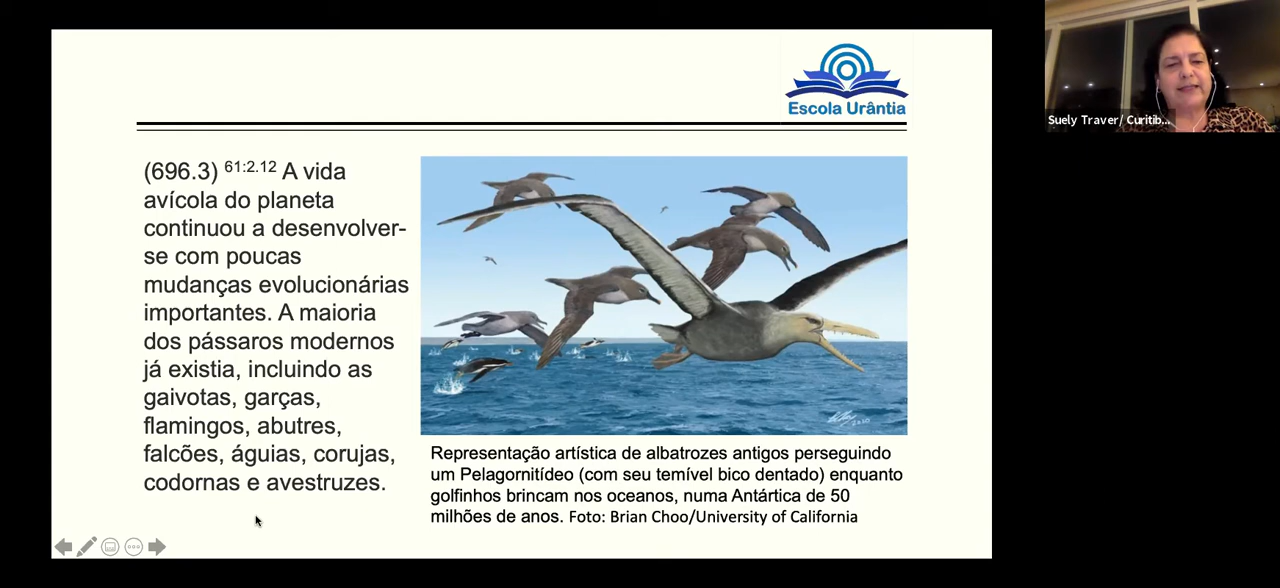 Escola Urântia
Suely Traver/ Curitib...
(696.3) 61:2.12 A vida
avícola do planeta
continuou a desenvolver-
se com poucas
mudanças evolucionárias
importantes. A maioria
dos pássaros modernos
já existia, incluindo as
gaivotas, garças,
flamingos, abutres,
falcões, águias, corujas,
codornas e avestruzes.
2020
Representação artística de albatrozes antigos perseguindo
um Pelagornitídeo (com seu temível bico dentado) enquanto
golfinhos brincam nos oceanos, numa Antártica de 50
milhões de anos. Foto: Brian Choo/University of California